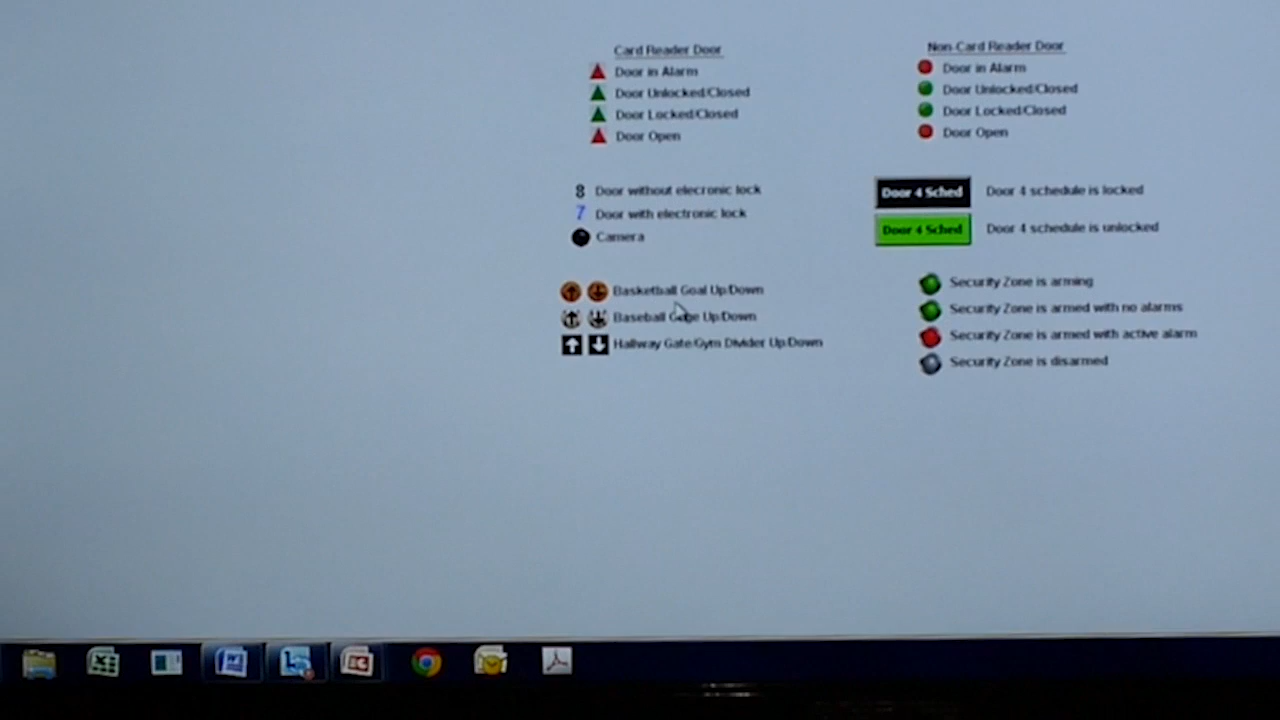 Card Reader Door
Door in Alarm
Door Unlocked/Closed
Door Locked/Closed
Door Open
8 Door without elecronic lock
7 Door with electronic lock
Camera
Basketball Goal Up/Down
Baseball Cage Up/Down
Hallway Gate/Gym Divider Up/Down
Non-Card Reader Door
Door in Alarm
Door Unlocked/Closed
Door Locked/Closed
Door Open
Door 4 Sched Door 4 schedule is locked
Door 4 Sched Door 4 schedule is unlocked
Security Zone is arming
Security Zone is armed with no alarms
Security Zone is armed with active alarm
Security Zone is disarmed